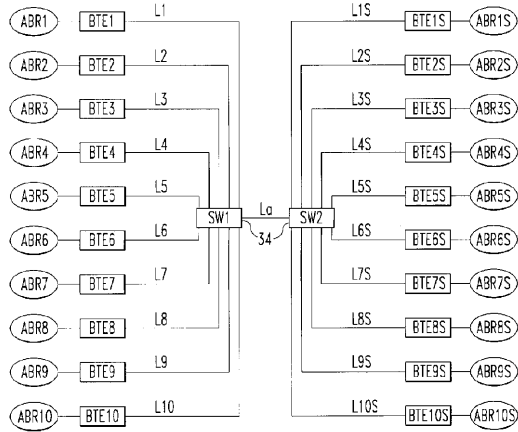 ABR1 BTE1 L1 L1S BTE1S ABR1S
ABR2 BTE2 L2 L2S BTE2S ABR2S
ABR3 BTE3 L3 L3S BTE3S ABR3S
ABR4 BTE4 L4 L4S BTE4S ABR4S
ABR5 BTE5 L5 L5S BTE5S ABR5S
SW1 La SW2
34
ABR6 BTE6 L6 L6S BTE6S ABR6S
ABR7 BTE7 L7 L7S BTE7S ABR7S
ABR8 BTE8 L8 L8S BTE8S ABR8S
ABR9 BTE9 L9 L9S BTE9S ABR9S
ABR10 BTE10 L10 L10S BTE10S ABR10S